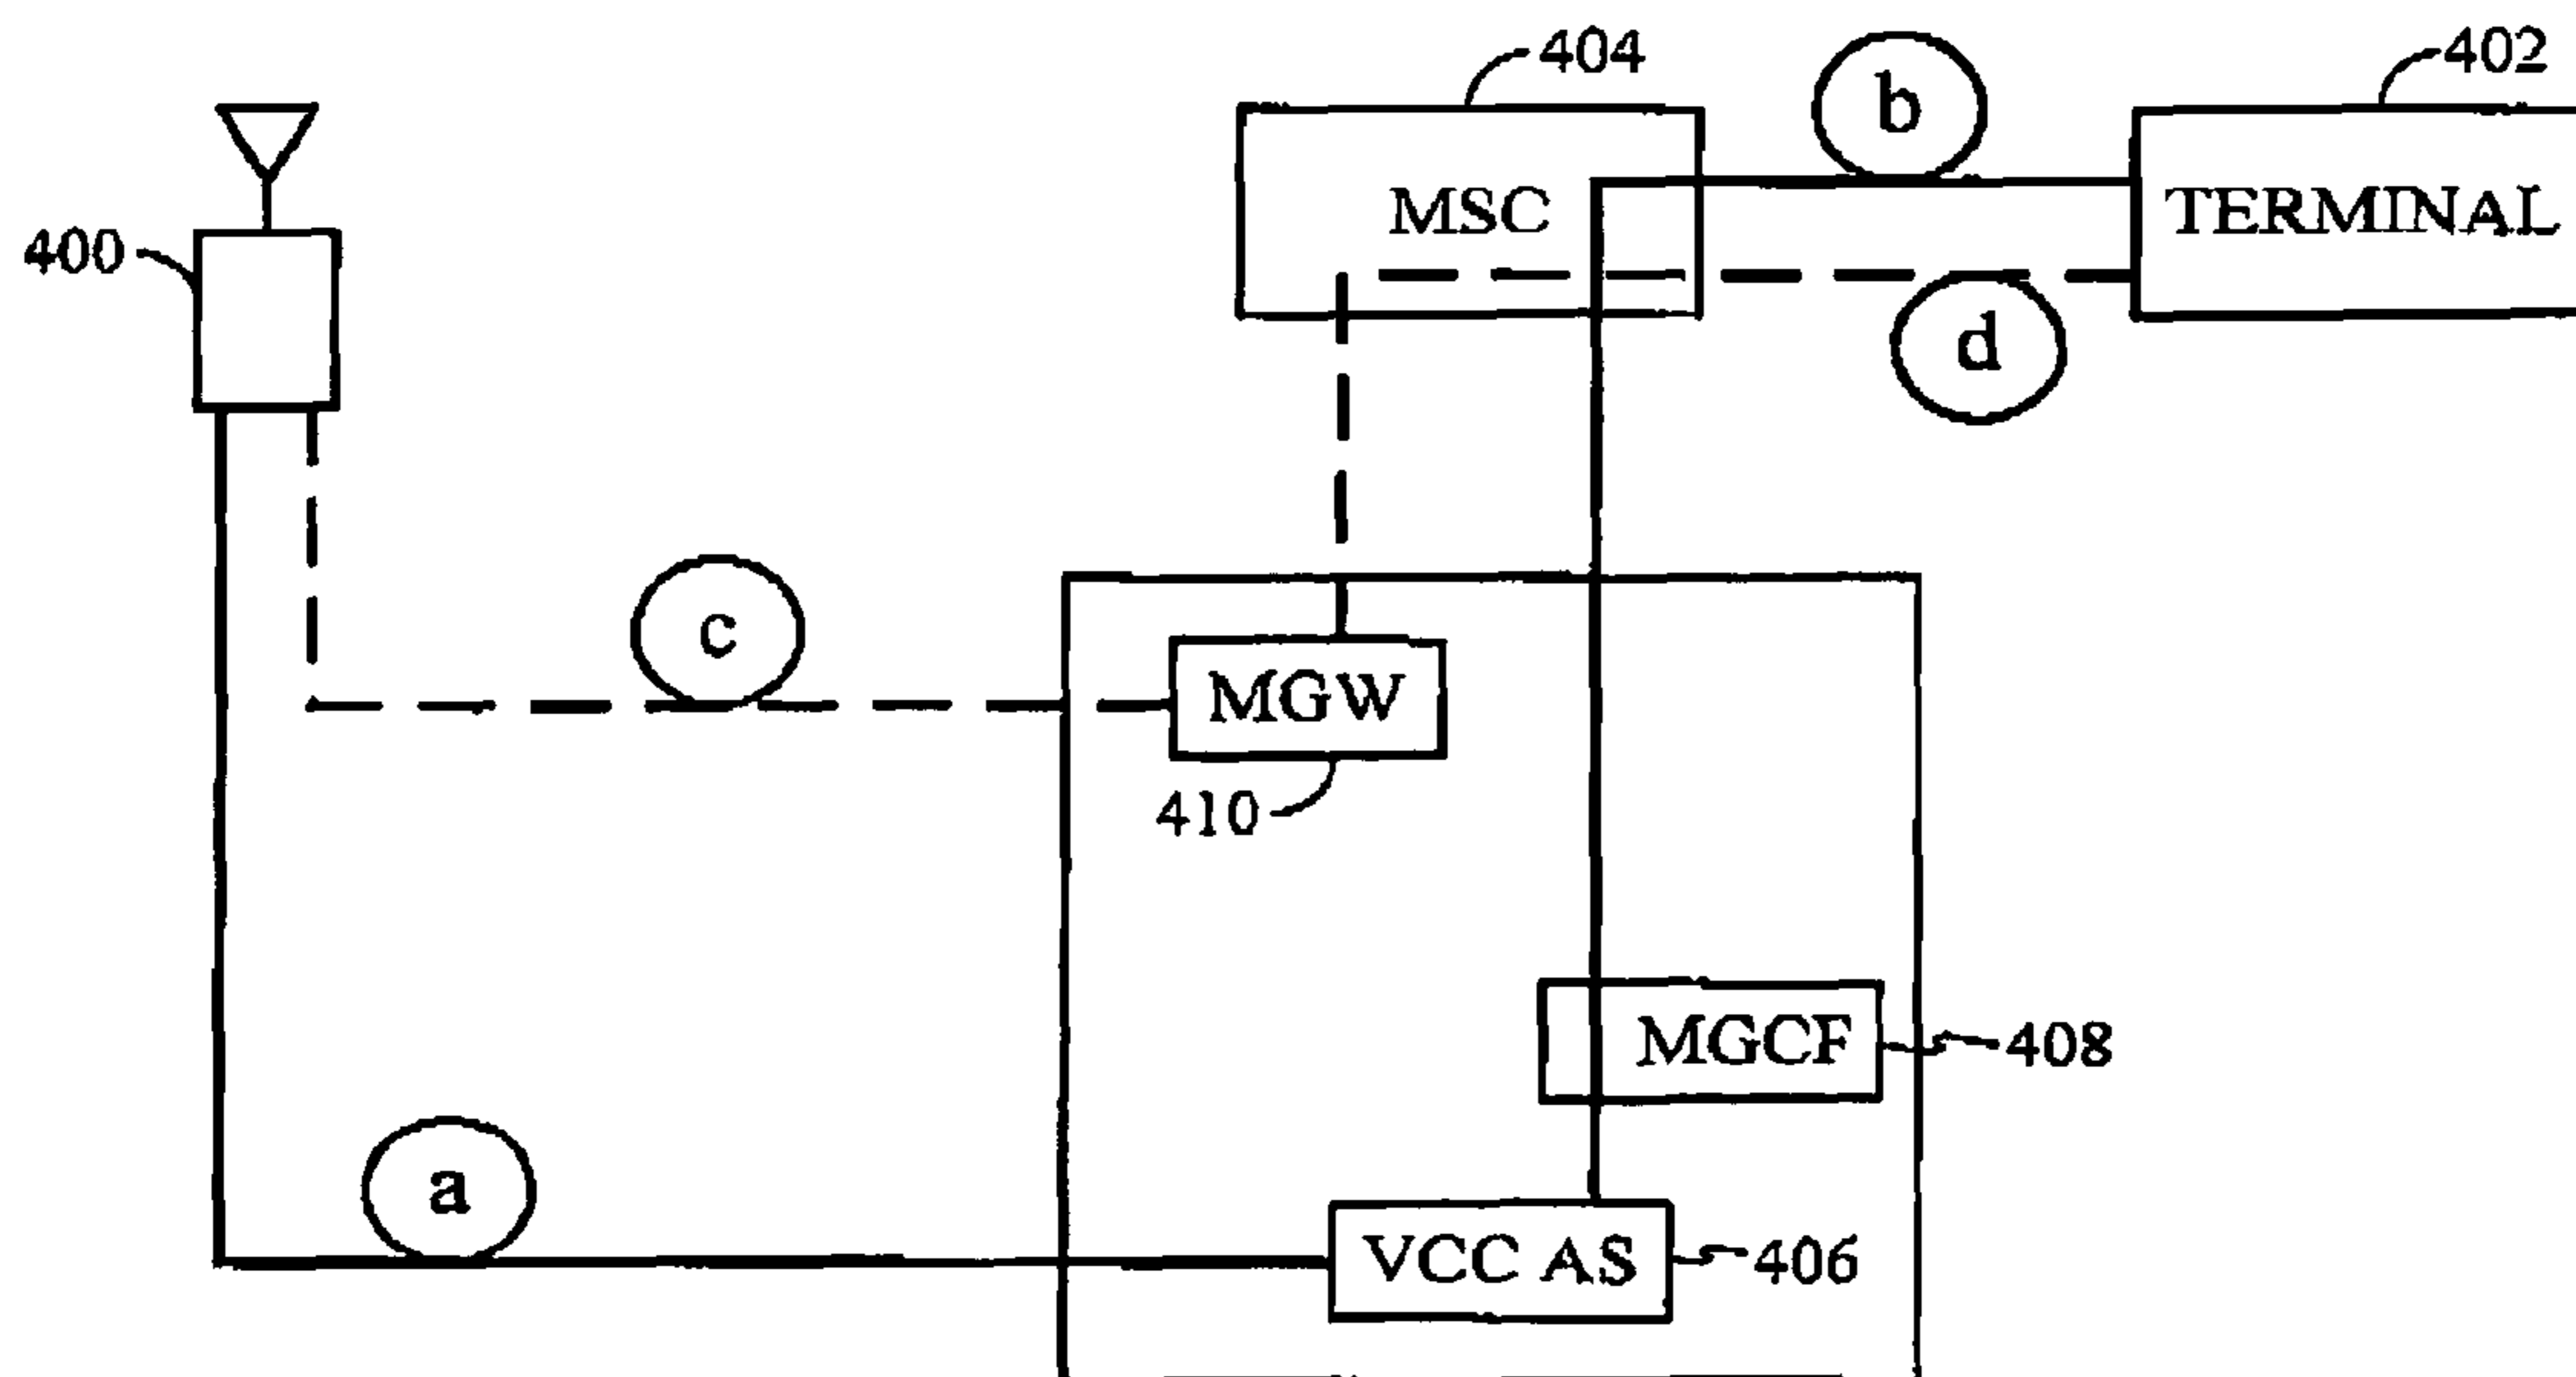 404
402
b
400
MSC
TERMINAL
d
c
MGW
410
MGCF
408
a
VCC AS
406